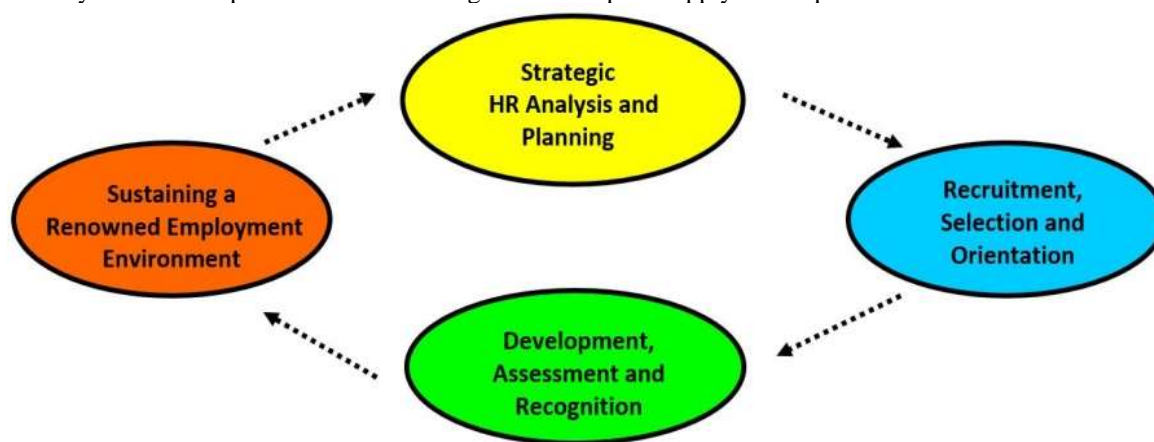 Strategic
HR Analysis and
Planning
Sustaining a
Renowned Employment
Environment
Recruitment,
Selection and
Orientation
Development,
Assessment and
Recognition